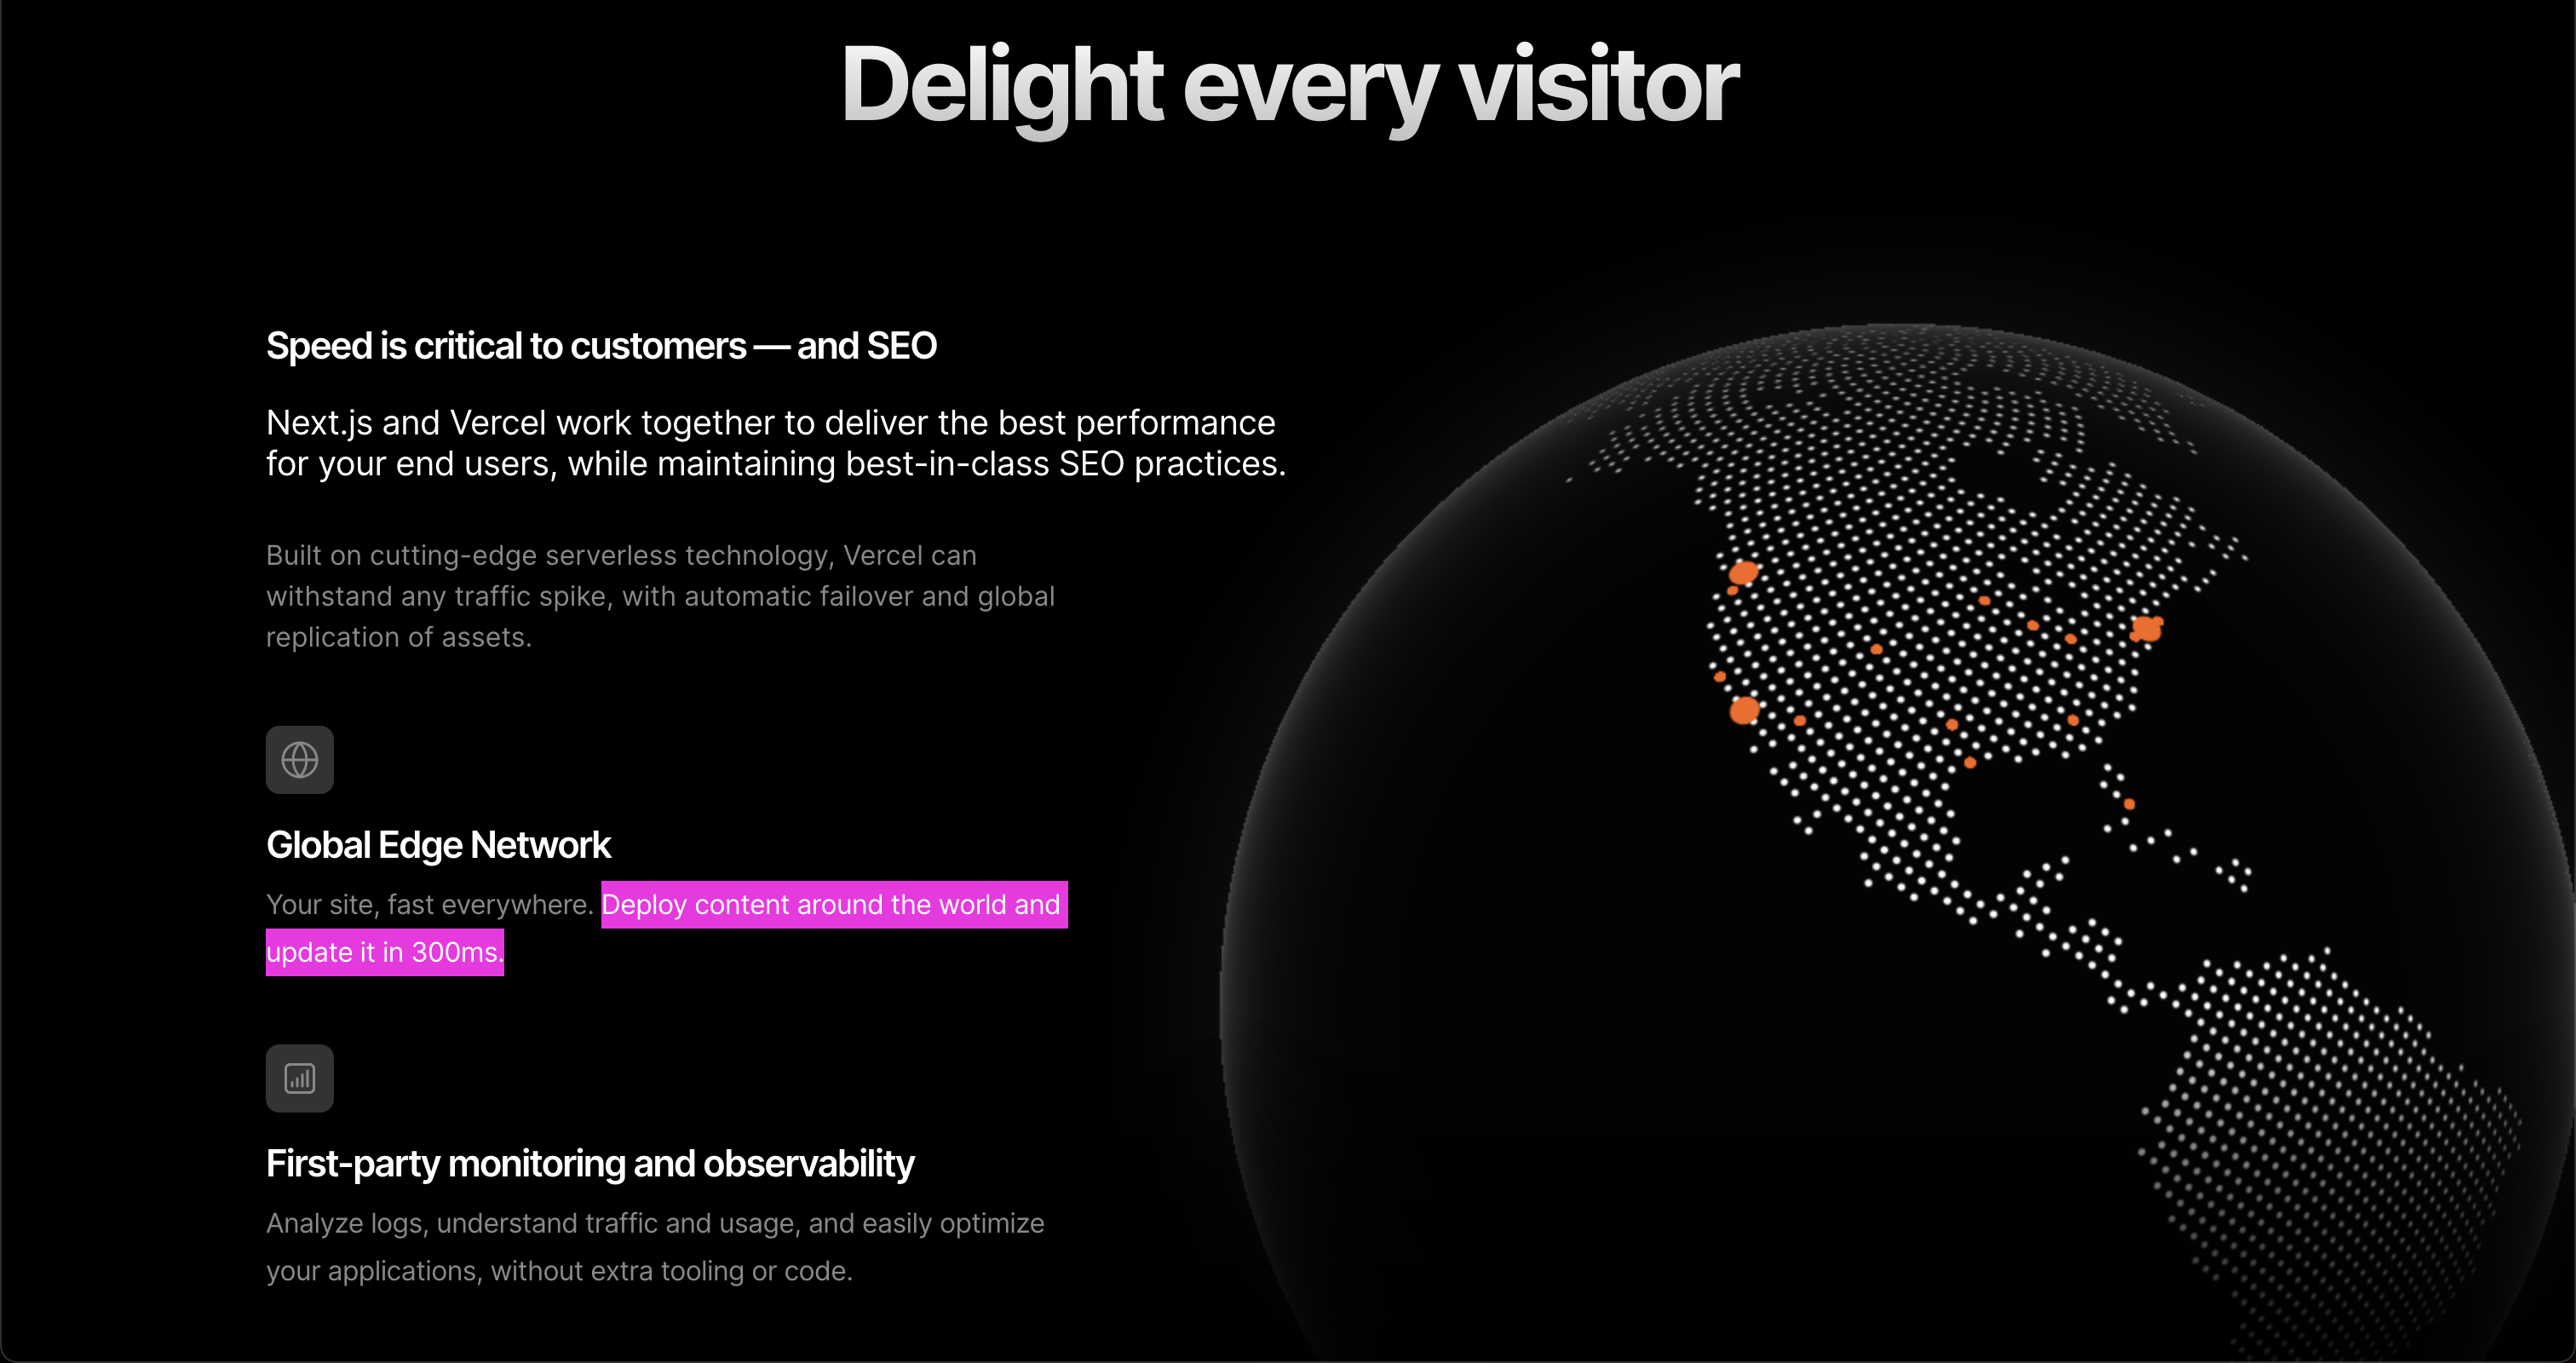 Delight every visitor
Speed is critical to customers — and SEO
Next.js and Vercel work together to deliver the best performance
for your end users, while maintaining best-in-class SEO practices.
Built on cutting-edge serverless technology, Vercel can
withstand any traffic spike, with automatic failover and global
replication of assets.
Global Edge Network
Your site, fast everywhere. Deploy content around the world and
update it in 300ms.
First-party monitoring and observability
Analyze logs, understand traffic and usage, and easily optimize
your applications, without extra tooling or code.